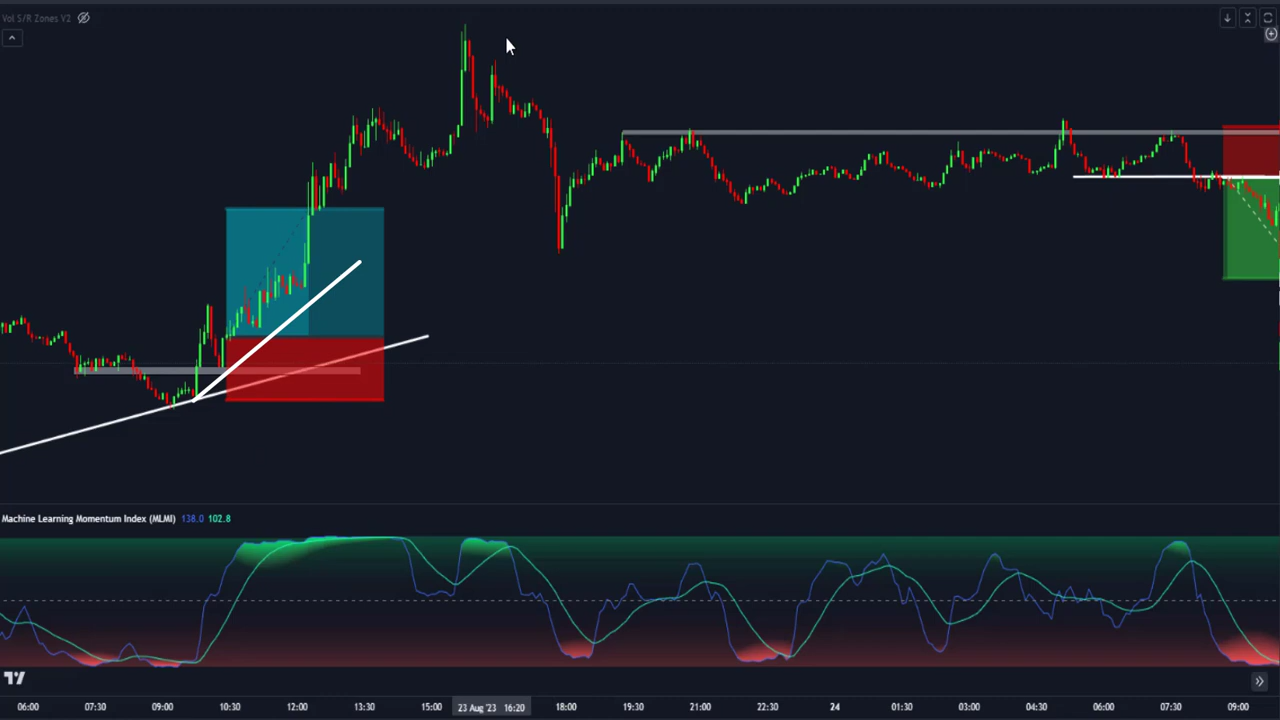 Vol S/R Zones V2
Machine Learning Momentum Index (MLMI) 138.0 102.8
06:00 07:30 09:00 10:30 12:00 13:30 15:00 23 Aug '23 16:20 18:00 19:30 21:00 22:30 24 01:30 03:00 04:30 06:00 07:30 09:00